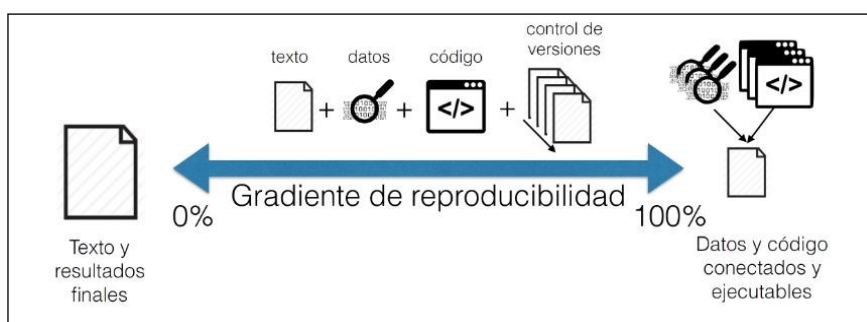 texto
datos
código
control de
versiones
+
+
+
</>
</>
Gradiente de reproducibilidad
0%
100%
Texto y
resultados
finales
Datos y código
conectados y
ejecutables